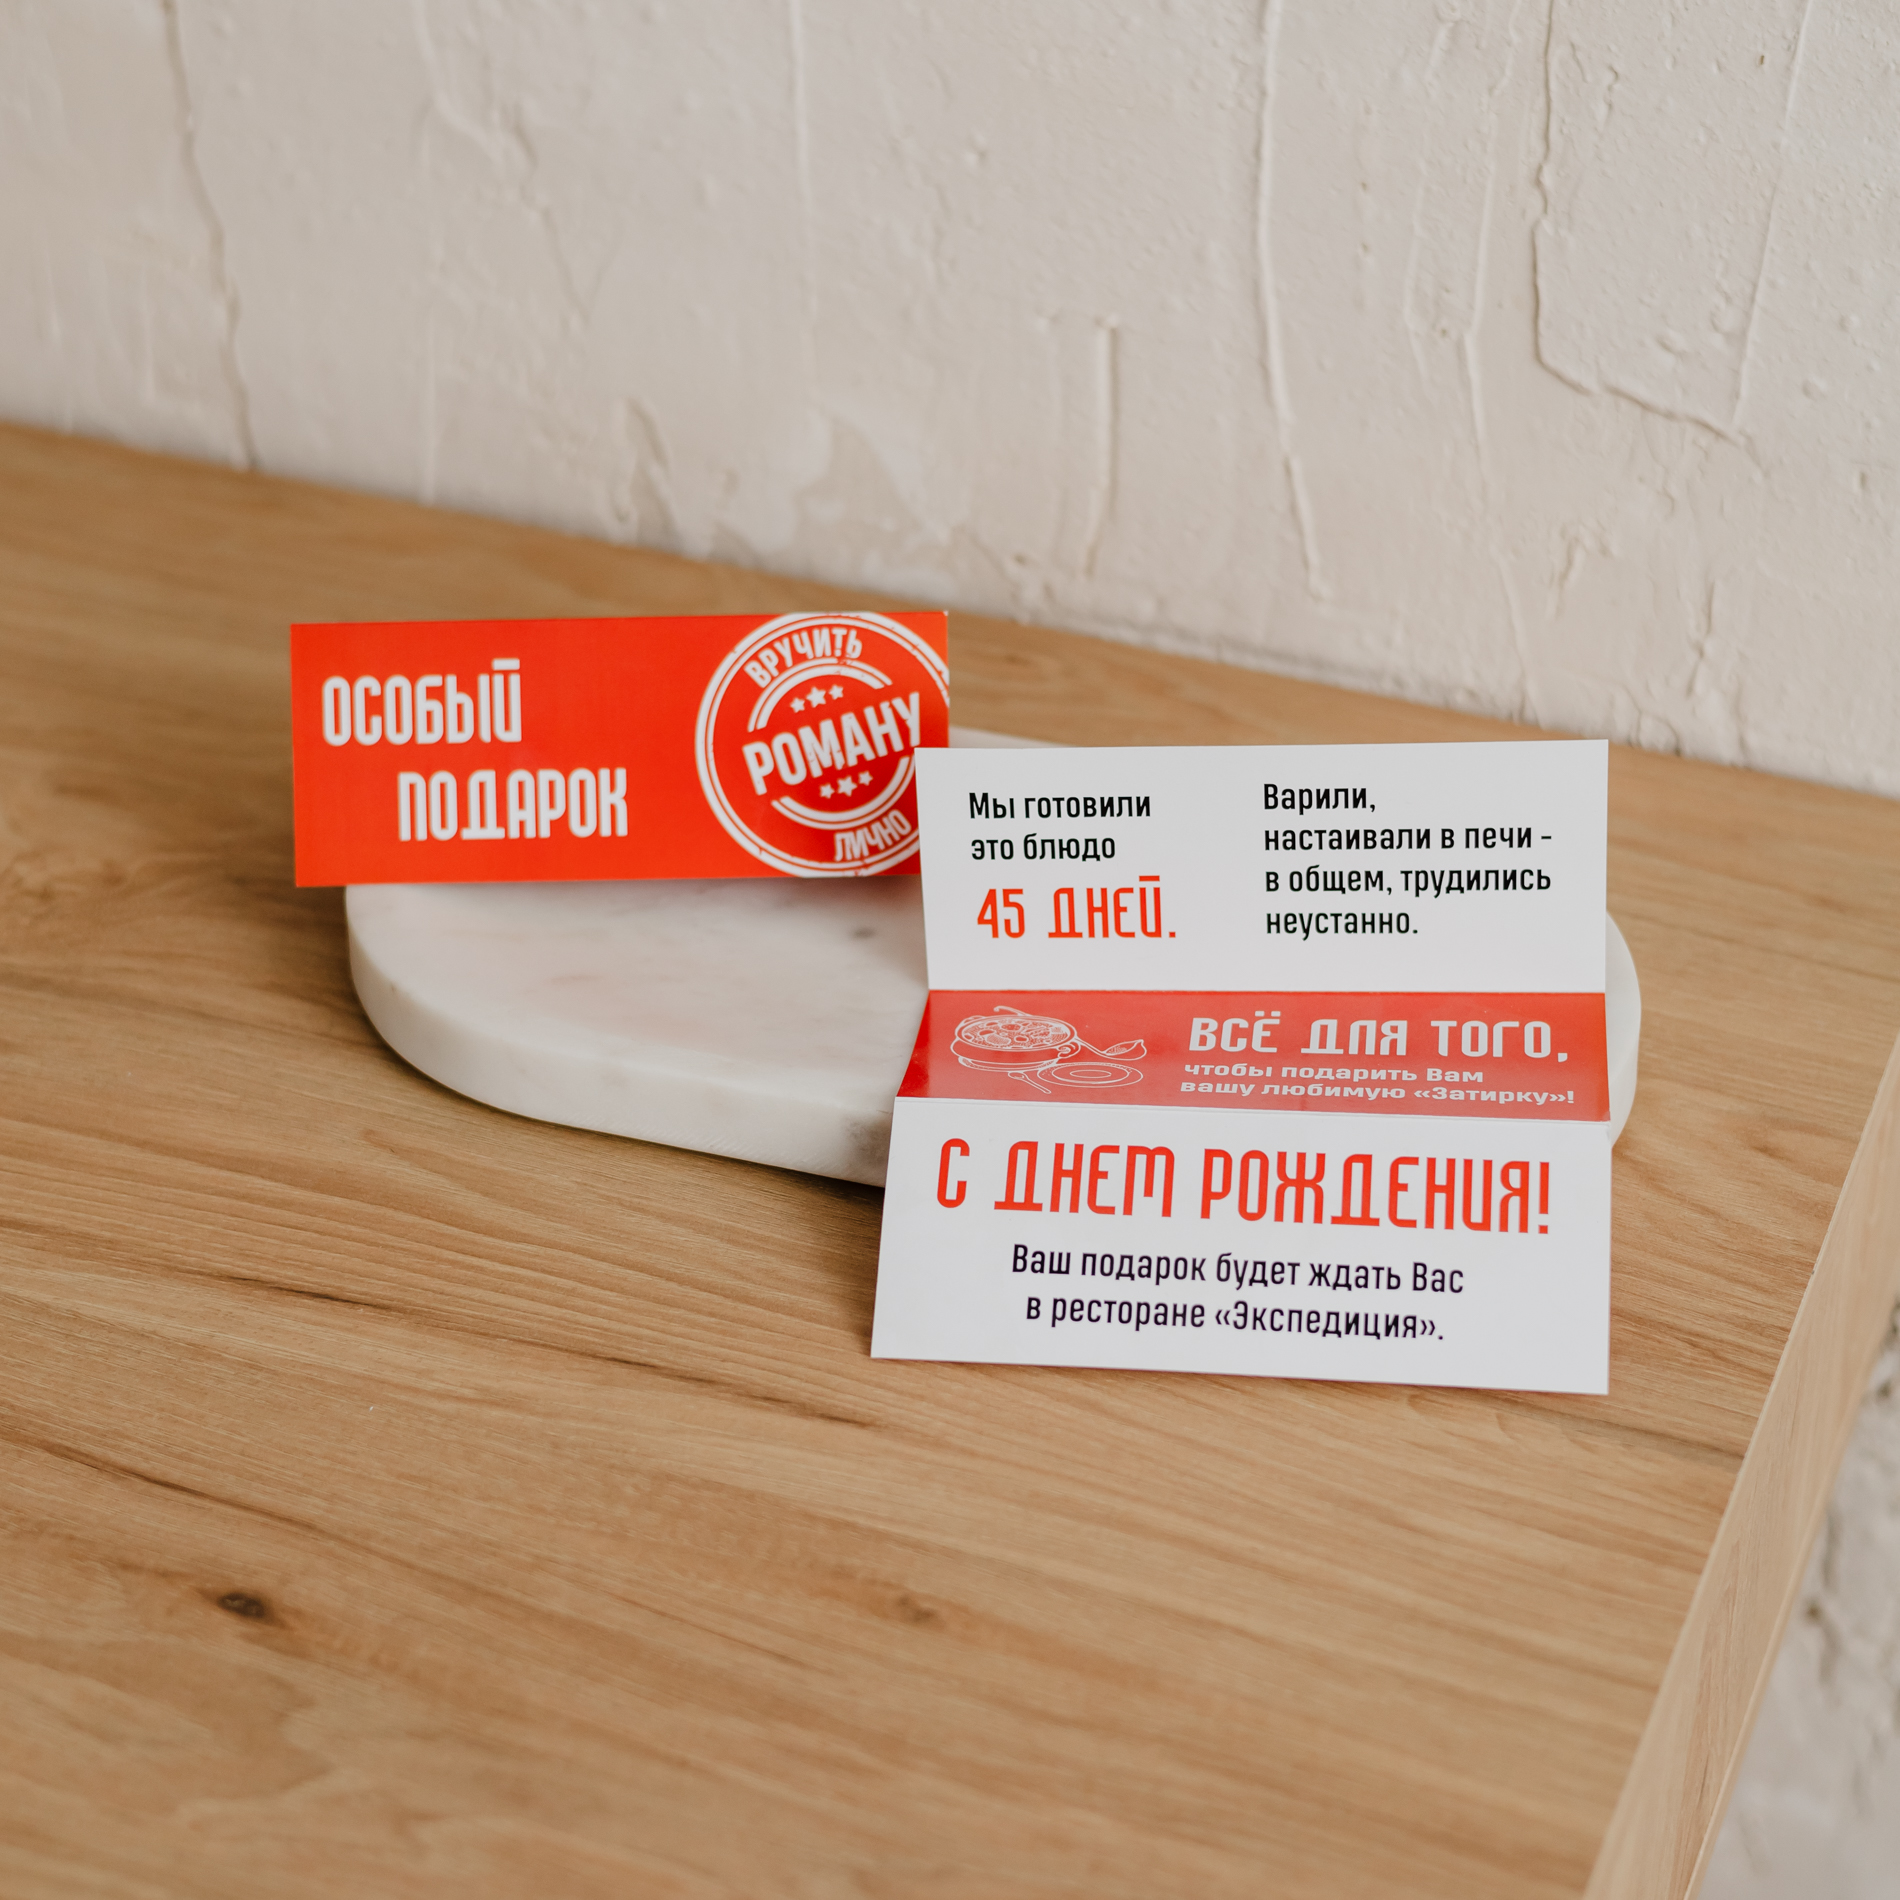 ОСОБЫЙ
ПОДАРОК
ВРУЧИТЬ
РОМАНУ
ЛИЧНО
Мы готовили
это блюдо
45 ДНЕЙ.
Варили,
настаивали в печи -
в общем, трудились
неустанно.
ВСЁ ДЛЯ ТОГО,
чтобы подарить Вам
вашу любимую «Затирку»!
С ДНЕМ РОЖДЕНИЯ!
Ваш подарок будет ждать Вас
в ресторане «Экспедиция».